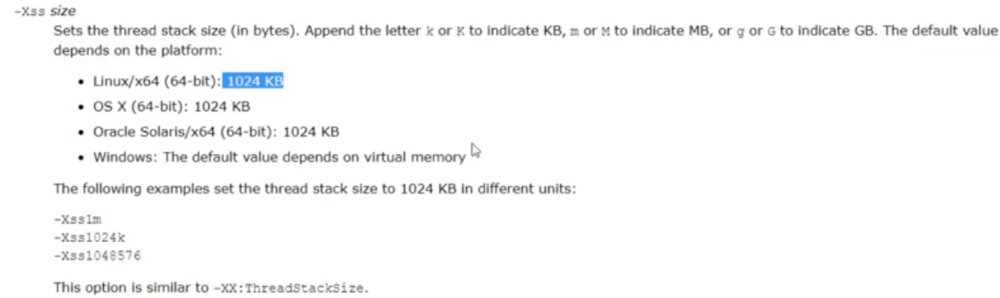 -Xss size
Sets the thread stack size (in bytes). Append the letter k or K to indicate KB, m or M to indicate MB, or g or G to indicate GB. The default value
depends on the platform:
• Linux/x64 (64-bit): 1024 KB
• OS X (64-bit): 1024 KB
• Oracle Solaris/x64 (64-bit): 1024 KB
• Windows: The default value depends on virtual memory
The following examples set the thread stack size to 1024 KB in different units:
-Xss1m
-Xss1024k
-Xss1048576
This option is similar to -XX:ThreadStackSize.